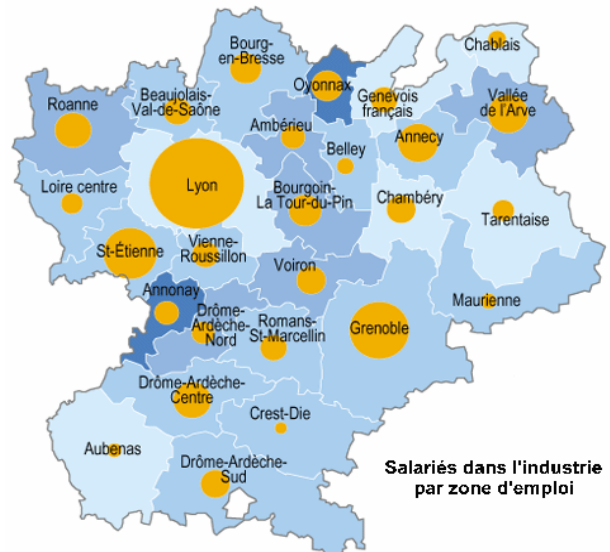 Chablais
Bourg-
en-Bresse
Oyonnax
Genevois
français
Vallée
de l'Arve
Roanne
Beaujolais-
Val-de-Saône
Ambérieu
Annecy
Belley
Loire centre
Lyon
Bourgoin-
La Tour-du-Pin
Chambéry
Tarentaise
St-Étienne
Vienne-
Roussillon
Voiron
Annonay
Maurienne
Drôme-
Ardèche-
Nord
Romans-
St-Marcellin
Grenoble
Drôme-Ardèche-
Centre
Crest-Die
Aubenas
Drôme-Ardèche-
Sud
Salariés dans l'industrie
par zone d'emploi